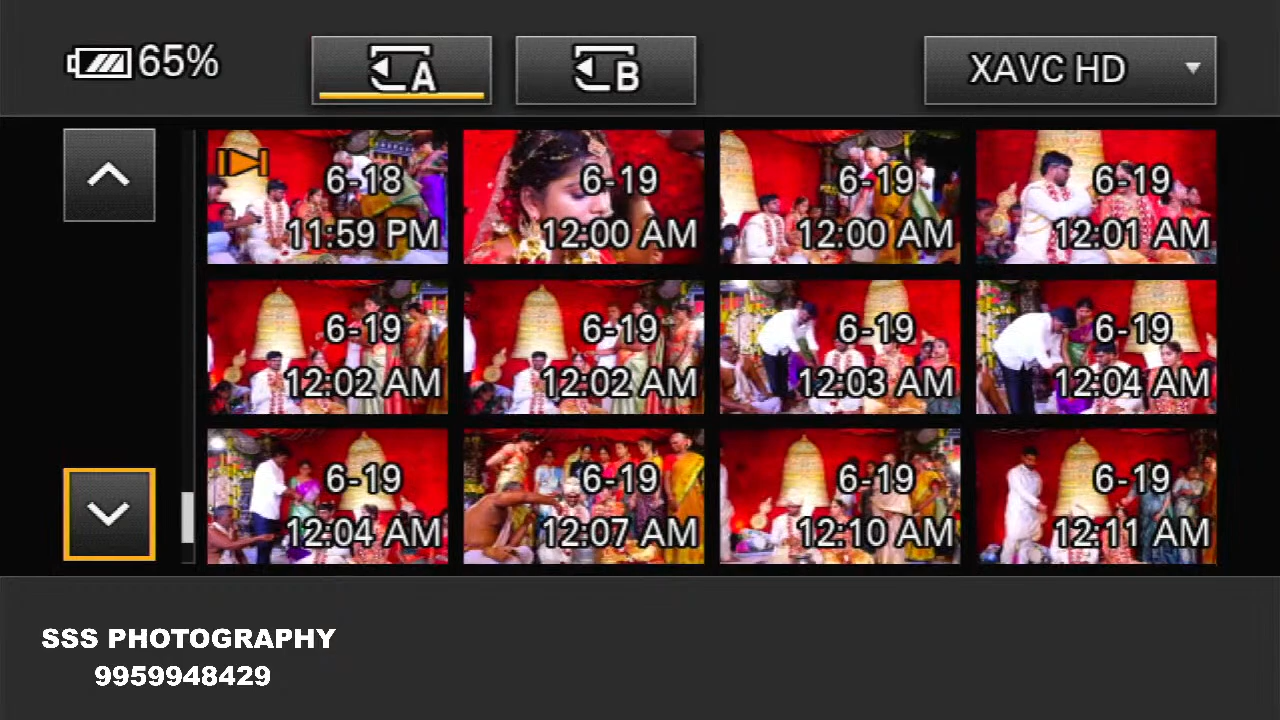 65%
A
B
XAVC HD
6-18
11:59 PM
6-19
12:00 AM
6-19
12:00 AM
6-19
12:01 AM
6-19
12:02 AM
6-19
12:02 AM
6-19
12:03 AM
6-19
12:04 AM
6-19
12:04 AM
6-19
12:07 AM
6-19
12:10 AM
6-19
12:11 AM
SSS PHOTOGRAPHY
9959948429